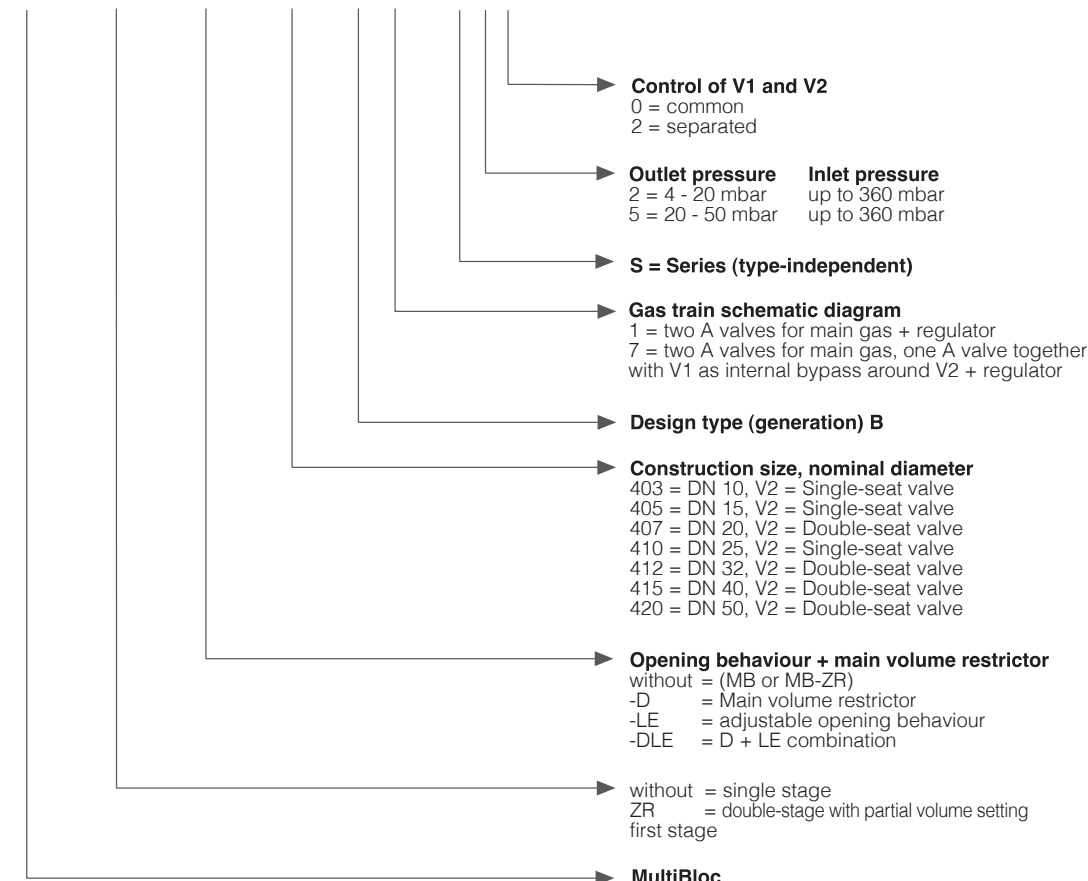 Control of V1 and V2
0 = common
2 = separated
Outlet pressure Inlet pressure
2 = 4 - 20 mbar up to 360 mbar
5 = 20 - 50 mbar up to 360 mbar
S = Series (type-independent)
Gas train schematic diagram
1 = two A valves for main gas + regulator
7 = two A valves for main gas, one A valve together
with V1 as internal bypass around V2 + regulator
Design type (generation) B
Construction size, nominal diameter
403 = DN 10, V2 = Single-seat valve
405 = DN 15, V2 = Single-seat valve
407 = DN 20, V2 = Double-seat valve
410 = DN 25, V2 = Single-seat valve
412 = DN 32, V2 = Double-seat valve
415 = DN 40, V2 = Double-seat valve
420 = DN 50, V2 = Double-seat valve
Opening behaviour + main volume restrictor
without = (MB or MB-ZR)
-D = Main volume restrictor
-LE = adjustable opening behaviour
-DLE = D + LE combination
without = single stage
ZR = double-stage with partial volume setting
first stage
MultiBloc